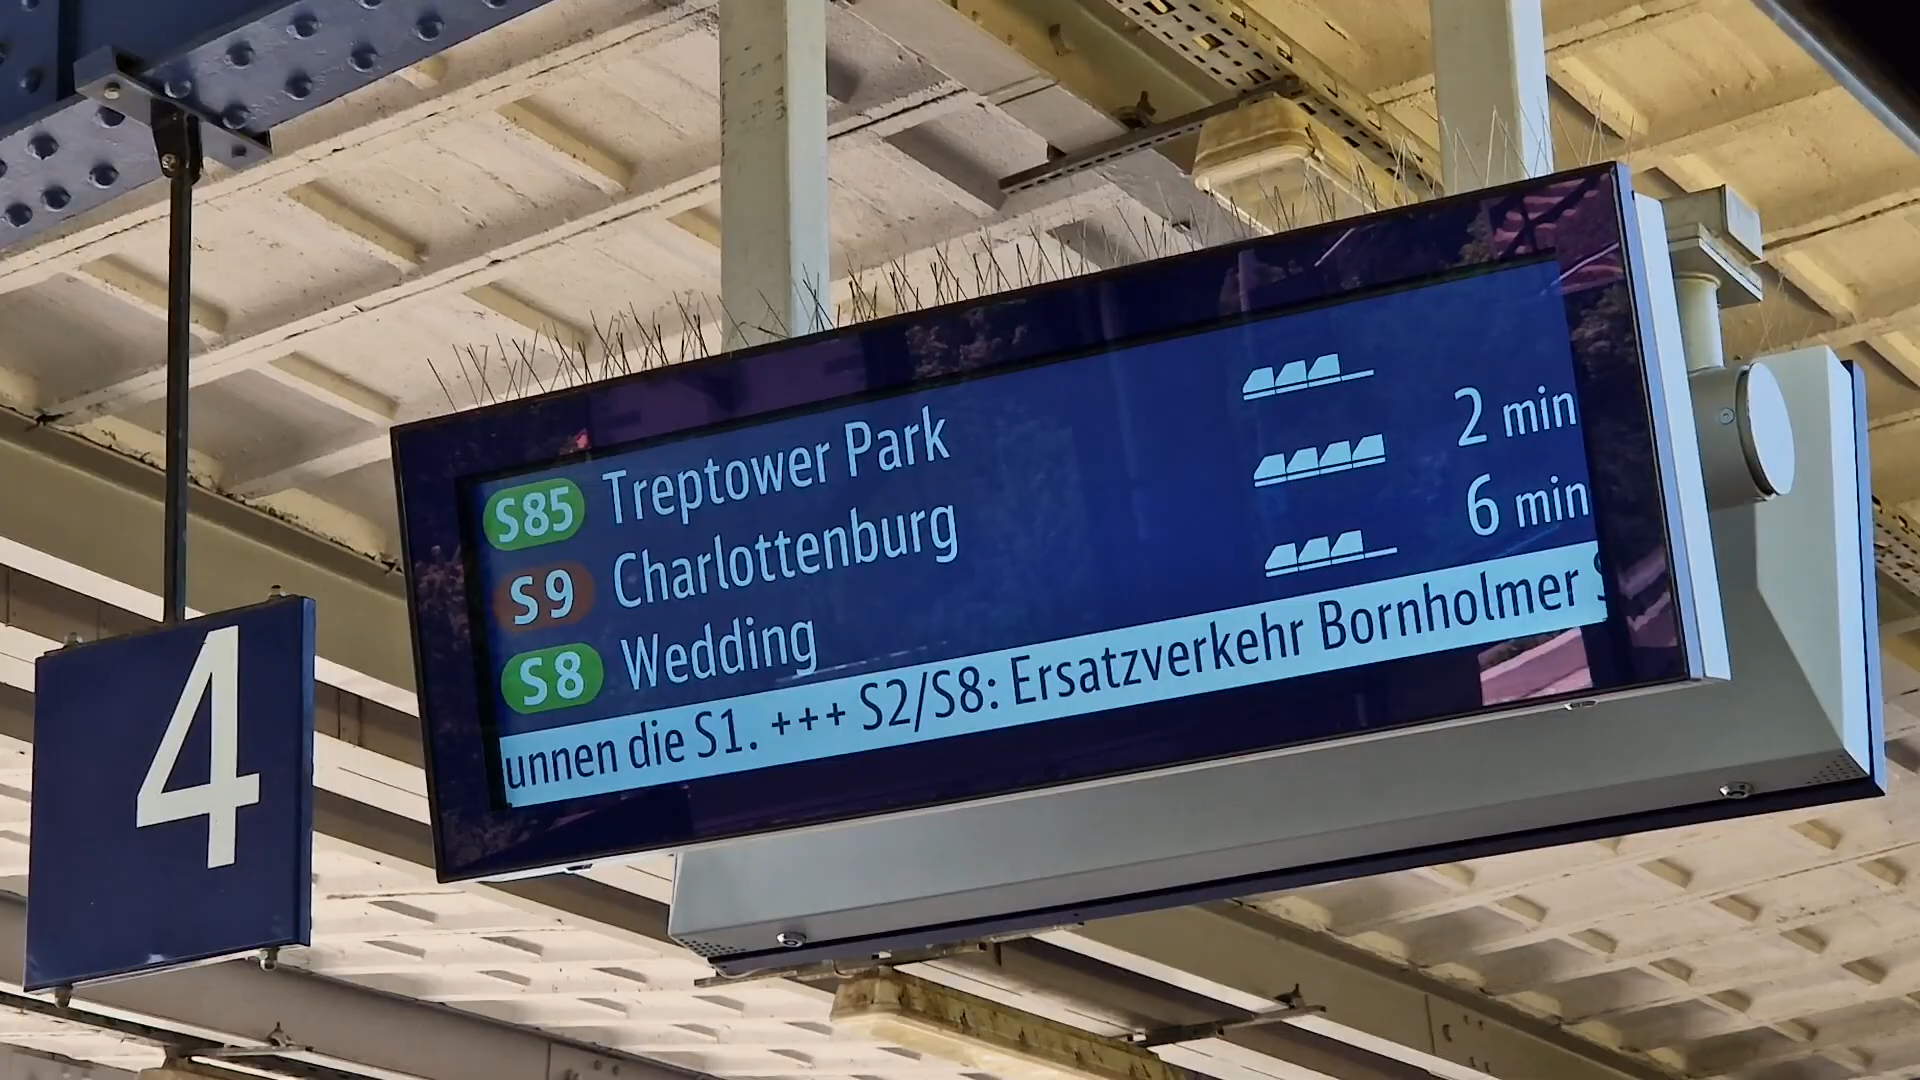 4
S85 Treptower Park
S9 Charlottenburg 2 min
S8 Wedding 6 min
unnen die S1. +++ S2/S8: Ersatzverkehr Bornholmer